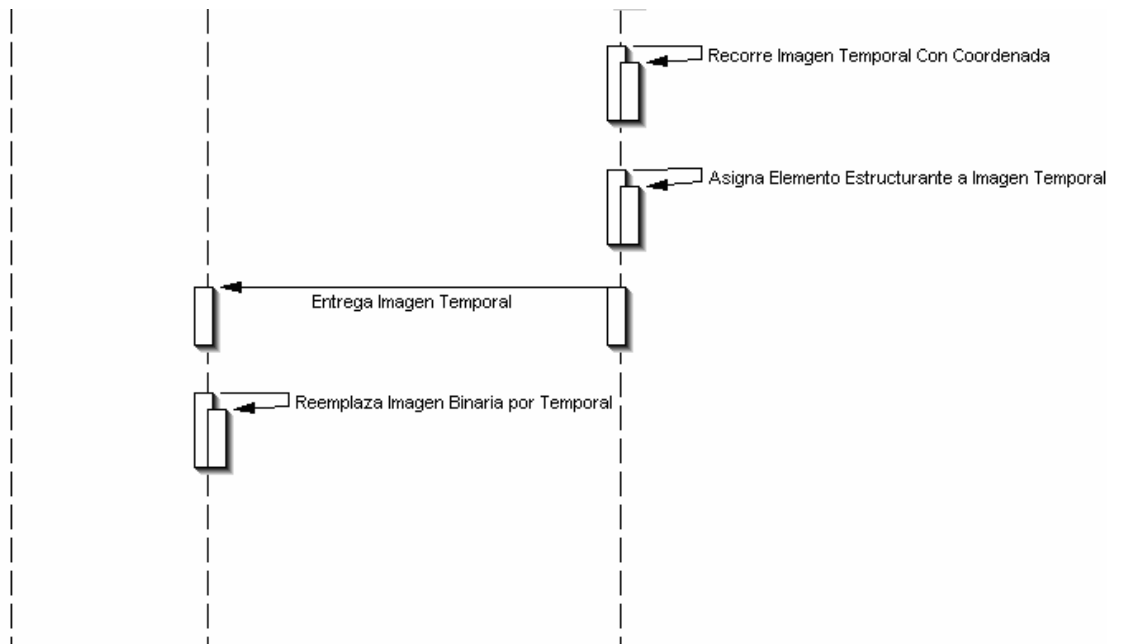 Recorre Imagen Temporal Con Coordenada
Asigna Elemento Estructurante a Imagen Temporal
Entrega Imagen Temporal
Reemplaza Imagen Binaria por Temporal